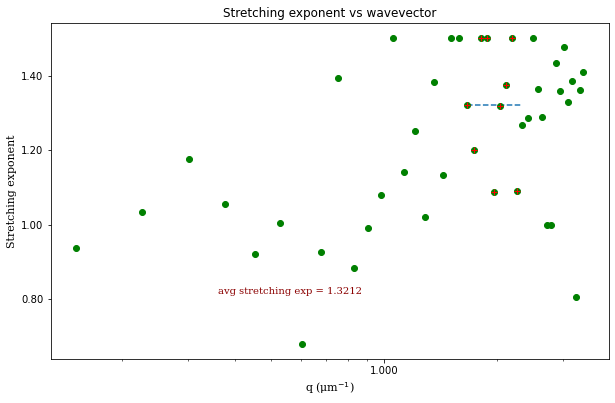 Stretching exponent vs wavevector
Stretching exponent
1.40
1.20
1.00
0.80
avg stretching exp = 1.3212
1.000
q (μm⁻¹)